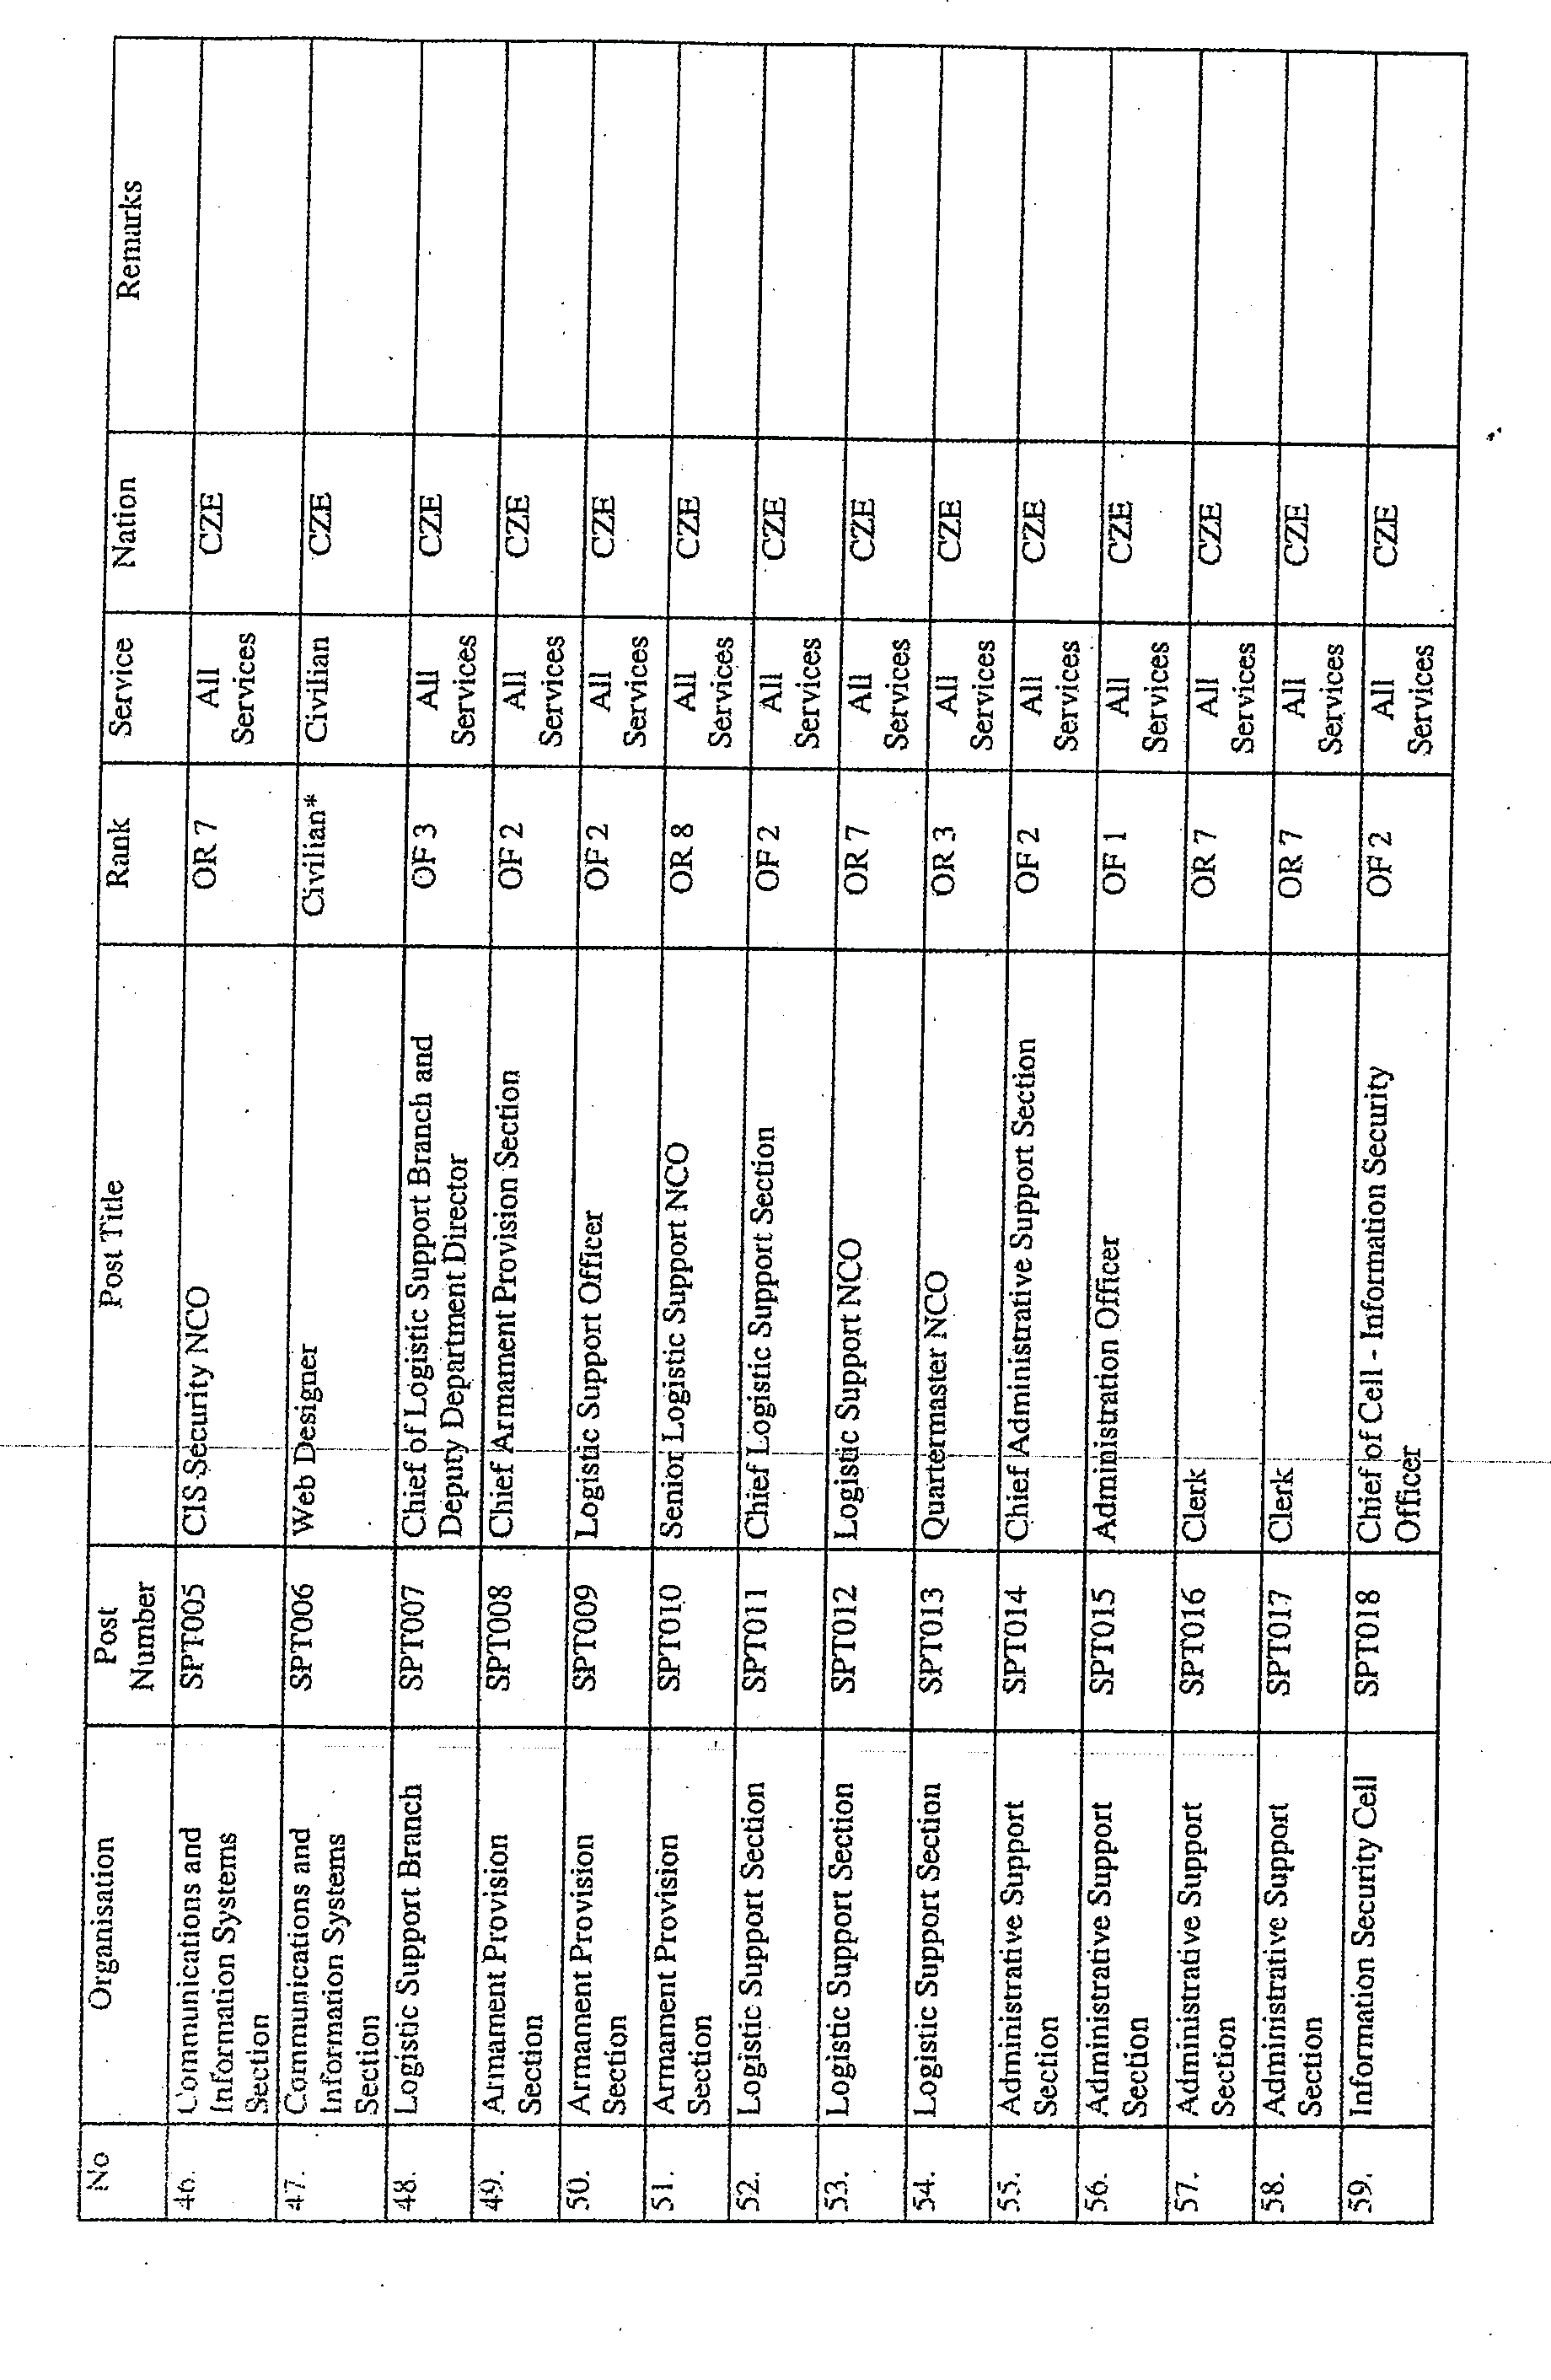 No Organisation Post Number Post Title Rank Service Nation Remarks
46. Communications and Information Systems Section SPT005 CIS Security NCO OR 7 All Services CZE
47. Communications and Information Systems Section SPT006 Web Designer Civilian* Civilian CZE
48. Logistic Support Branch SPT007 Chief of Logistic Support Branch and Deputy Department Director OF 3 All Services CZE
49. Armament Provision Section SPT008 Chief Armament Provision Section OF 2 All Services CZE
50. Armament Provision Section SPT009 Logistic Support Officer OF 2 All Services CZE
51. Armament Provision Section SPT010 Senior Logistic Support NCO OR 8 All Services CZE
52. Logistic Support Section SPT011 Chief Logistic Support Section OF 2 All Services CZE
53. Logistic Support Section SPT012 Logistic Support NCO OR 7 All Services CZE
54. Logistic Support Section SPT013 Quartermaster NCO OR 3 All Services CZE
55. Administrative Support Section SPT014 Chief Administrative Support Section OF 2 All Services CZE
56. Administrative Support Section SPT015 Administration Officer OF 1 All Services CZE
57. Administrative Support Section SPT016 Clerk OR 7 All Services CZE
58. Administrative Support Section SPT017 Clerk OR 7 All Services CZE
59. Information Security Cell SPT018 Chief of Cell - Information Security Officer OF 2 All Services CZE